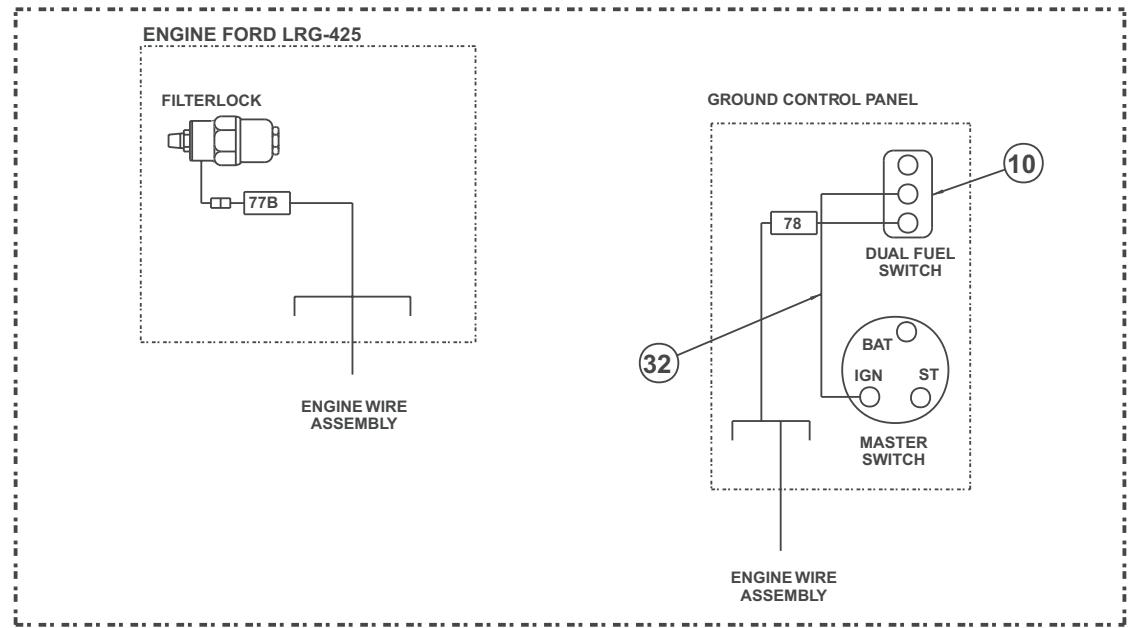 ENGINE FORD LRG-425
FILTERLOCK
77B
ENGINE WIRE
ASSEMBLY
GROUND CONTROL PANEL
10
78
DUAL FUEL
SWITCH
32
BAT
IGN
ST
MASTER
SWITCH
ENGINE WIRE
ASSEMBLY